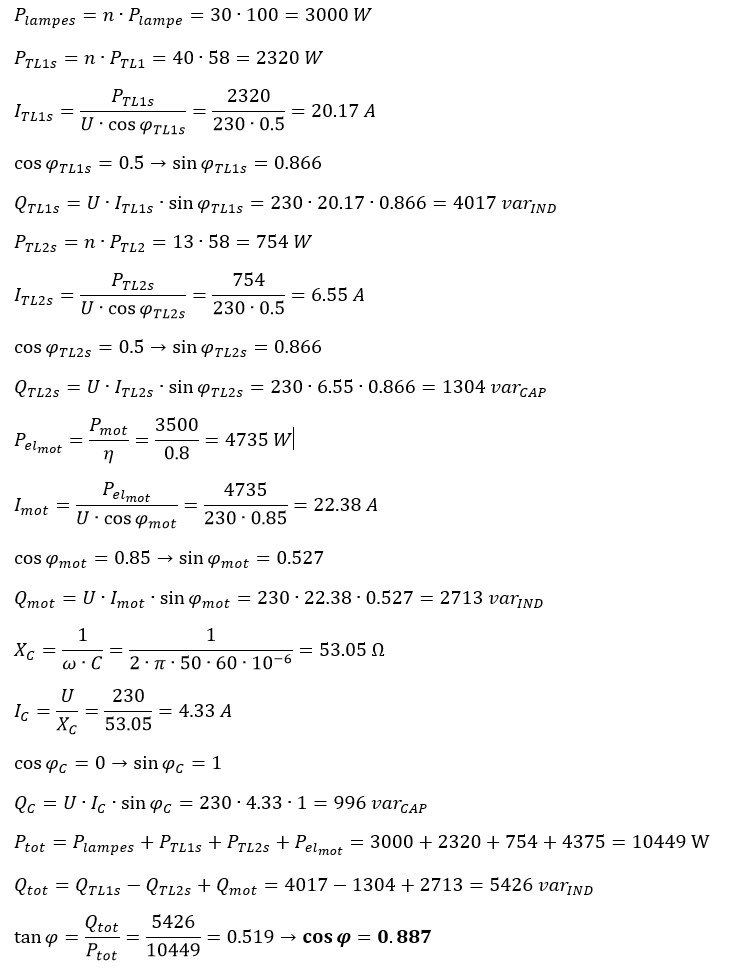 P_lampes = n · P_lampe = 30 · 100 = 3000 W
P_TL1s = n · P_TL1 = 40 · 58 = 2320 W
I_TL1s = P_TL1s / (U · cos φ_TL1s) = 2320 / (230 · 0.5) = 20.17 A
cos φ_TL1s = 0.5 → sin φ_TL1s = 0.866
Q_TL1s = U · I_TL1s · sin φ_TL1s = 230 · 20.17 · 0.866 = 4017 var_IND
P_TL2s = n · P_TL2 = 13 · 58 = 754 W
I_TL2s = P_TL2s / (U · cos φ_TL2s) = 754 / (230 · 0.5) = 6.55 A
cos φ_TL2s = 0.5 → sin φ_TL2s = 0.866
Q_TL2s = U · I_TL2s · sin φ_TL2s = 230 · 6.55 · 0.866 = 1304 var_CAP
P_el_mot = P_mot / η = 3500 / 0.8 = 4735 W
I_mot = P_el_mot / (U · cos φ_mot) = 4735 / (230 · 0.85) = 22.38 A
cos φ_mot = 0.85 → sin φ_mot = 0.527
Q_mot = U · I_mot · sin φ_mot = 230 · 22.38 · 0.527 = 2713 var_IND
X_C = 1 / (ω · C) = 1 / (2 · π · 50 · 60 · 10^-6) = 53.05 Ω
I_C = U / X_C = 230 / 53.05 = 4.33 A
cos φ_C = 0 → sin φ_C = 1
Q_C = U · I_C · sin φ_C = 230 · 4.33 · 1 = 996 var_CAP
P_tot = P_lampes + P_TL1s + P_TL2s + P_el_mot = 3000 + 2320 + 754 + 4375 = 10449 W
Q_tot = Q_TL1s − Q_TL2s + Q_mot = 4017 − 1304 + 2713 = 5426 var_IND
tan φ = Q_tot / P_tot = 5426 / 10449 = 0.519 → cos φ = 0.887